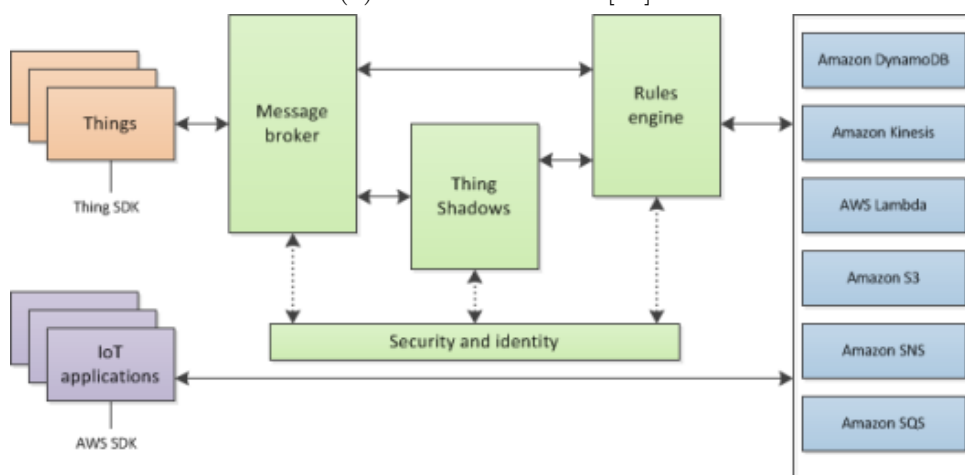 Things
Thing SDK
Message
broker
Thing
Shadows
Rules
engine
Security and identity
IoT
applications
AWS SDK
Amazon DynamoDB
Amazon Kinesis
AWS Lambda
Amazon S3
Amazon SNS
Amazon SQS